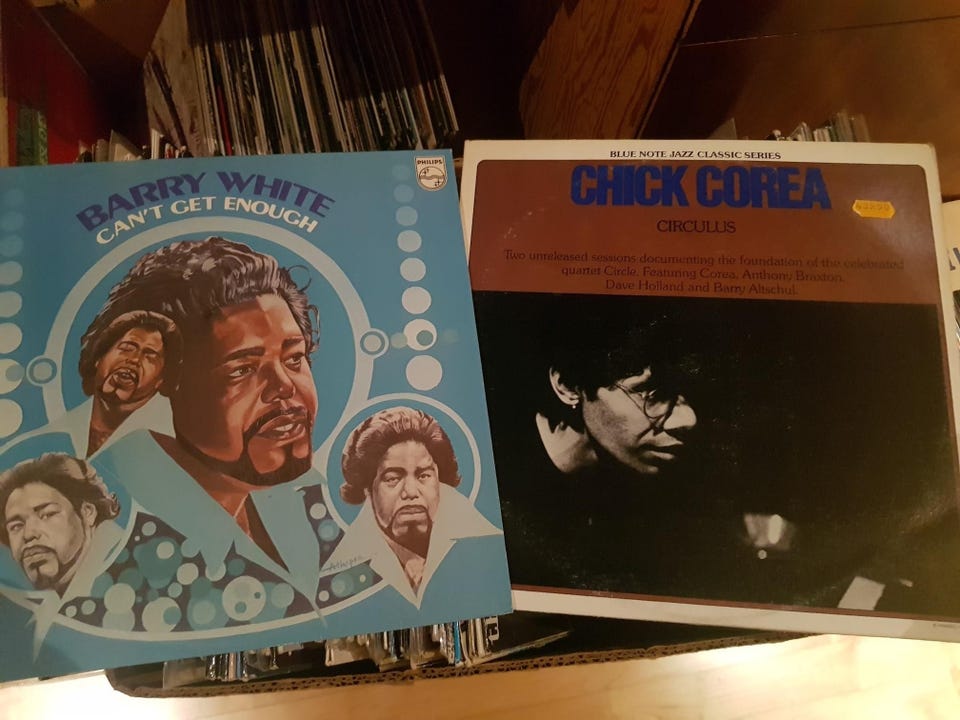 BARRY WHITE
CAN'T GET ENOUGH
PHILIPS
BLUE NOTE JAZZ CLASSIC SERIES
CHICK COREA
CIRCULUS
Two unreleased sessions documenting the foundation of the celebrated
quartet Circle. Featuring Corea, Anthony Braxton,
Dave Holland and Barry Altschul.